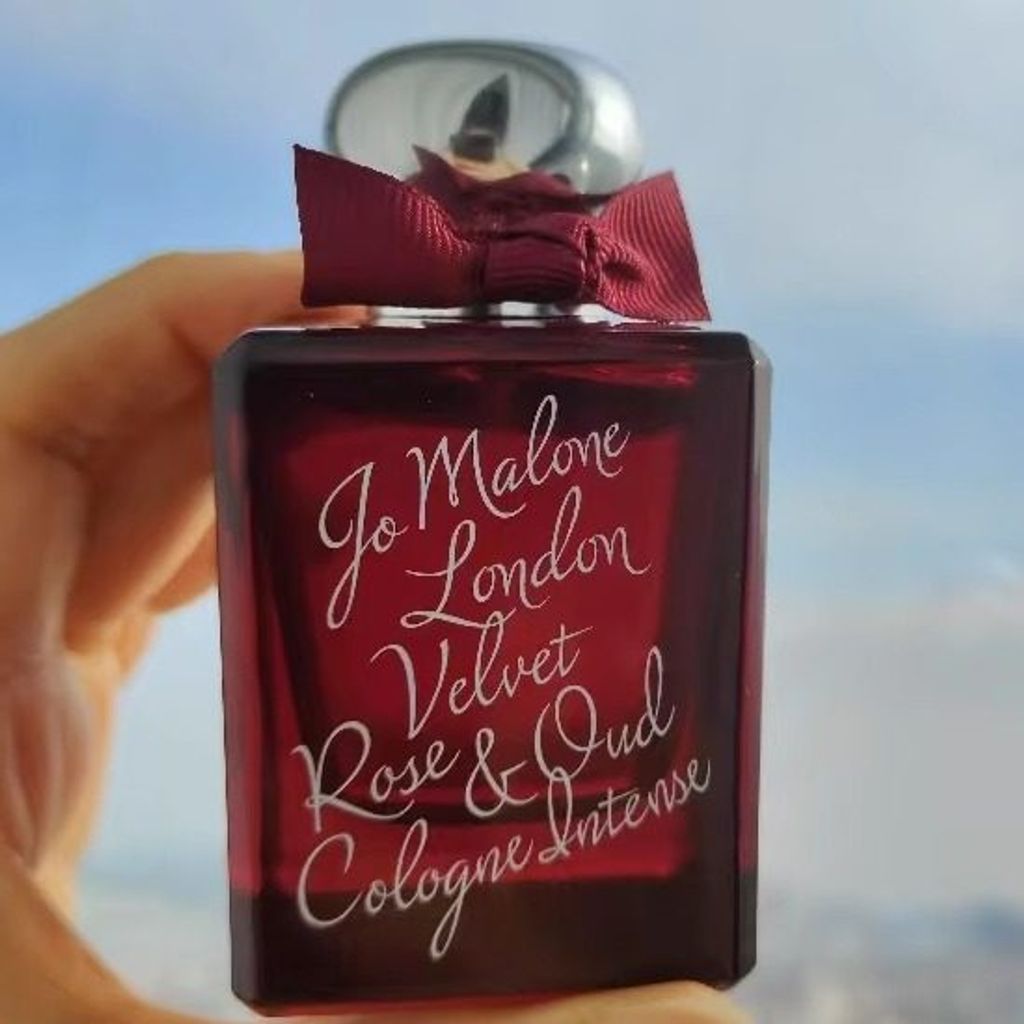 Jo Malone
London
Velvet
Rose & Oud
Cologne Intense